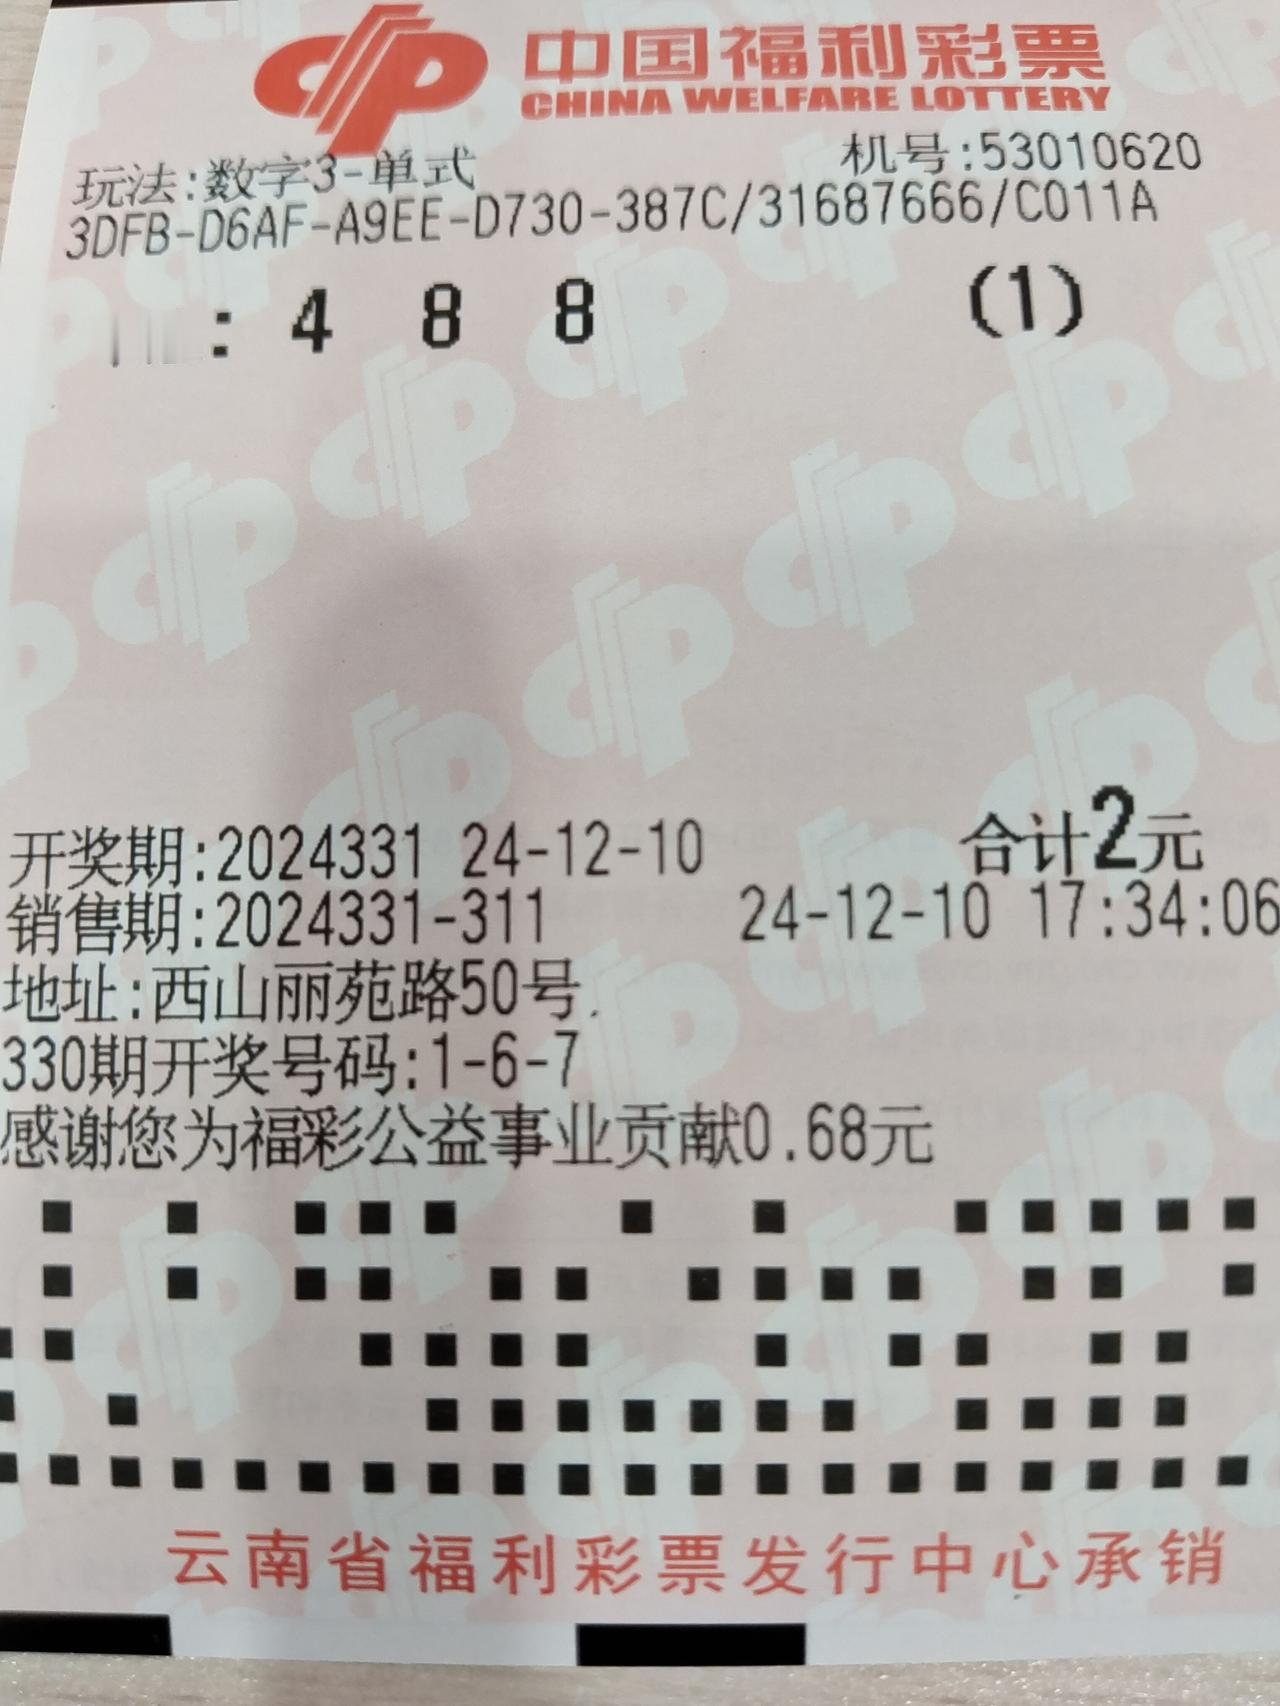 中国福利彩票
CHINA WELFARE LOTTERY
机号:53010620
玩法:数字3-单式
3DFB-D6AF-A9EE-D730-387C/31687666/C011A
: 4 8 8 (1)
开奖期:2024331 24-12-10 合计2元
销售期:2024331-311 24-12-10 17:34:06
地址:西山丽苑路50号.
330期开奖号码:1-6-7
感谢您为福彩公益事业贡献0.68元
云南省福利彩票发行中心承销